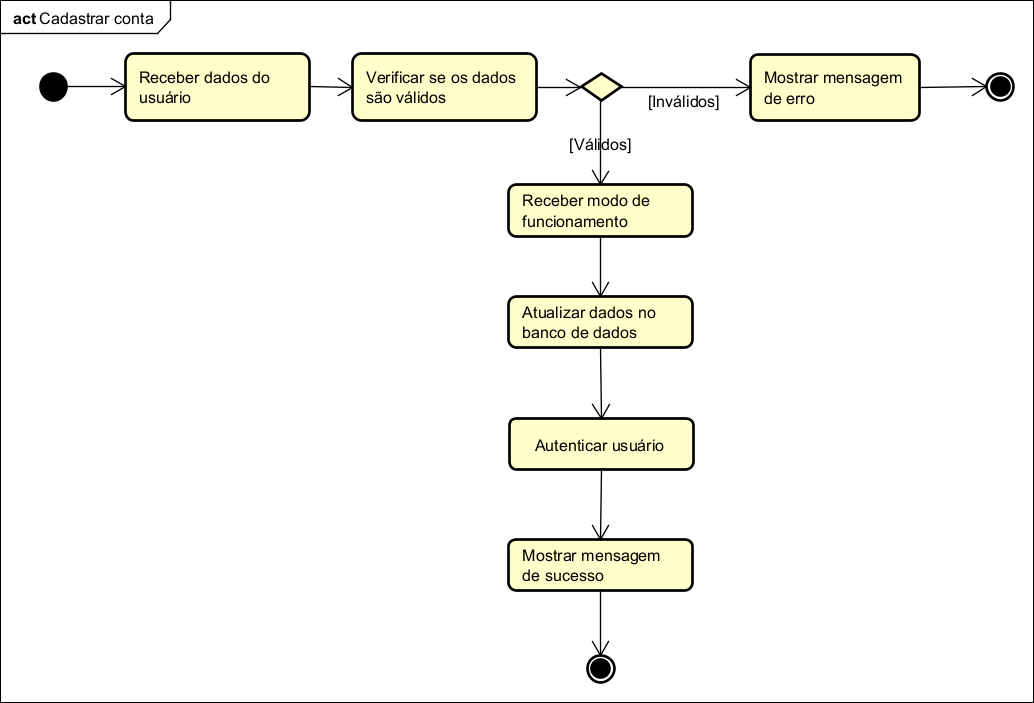 act Cadastrar conta
Receber dados do
usuário
Verificar se os dados
são válidos
Mostrar mensagem
de erro
[Inválidos]
[Válidos]
Receber modo de
funcionamento
Atualizar dados no
banco de dados
Autenticar usuário
Mostrar mensagem
de sucesso